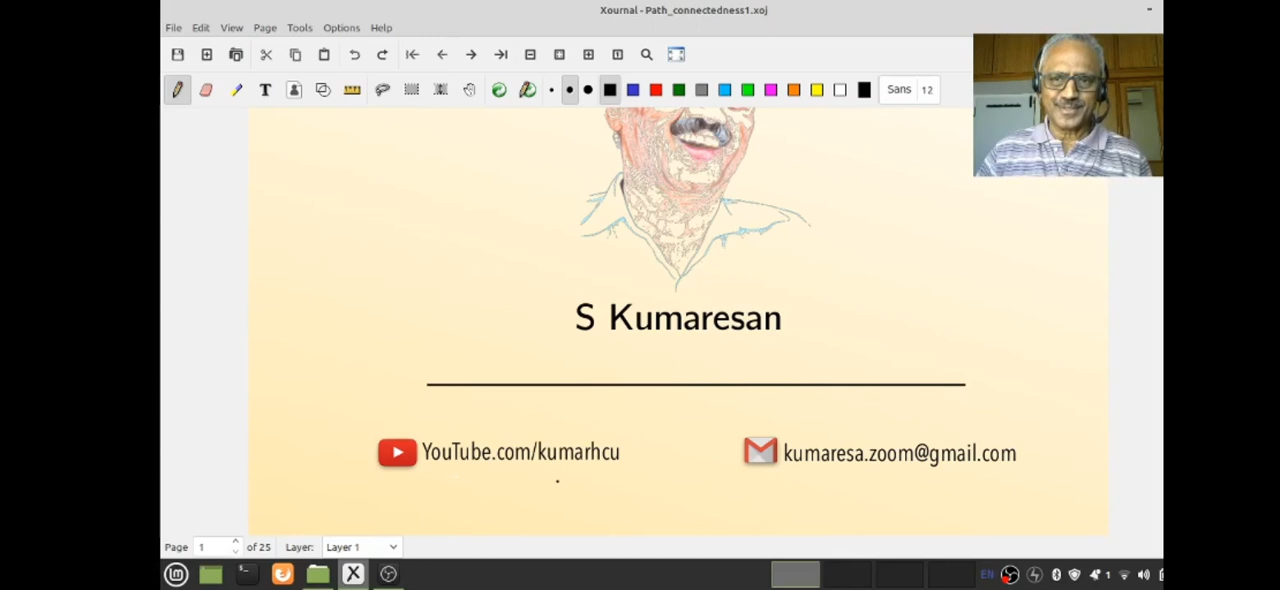 Xournal - Path_connectedness1.xoj
File Edit View Page Tools Options Help
Sans 12
S Kumaresan
YouTube.com/kumarhcu
kumaresa.zoom@gmail.com
Page 1 of 25 Layer: Layer 1
EN 1